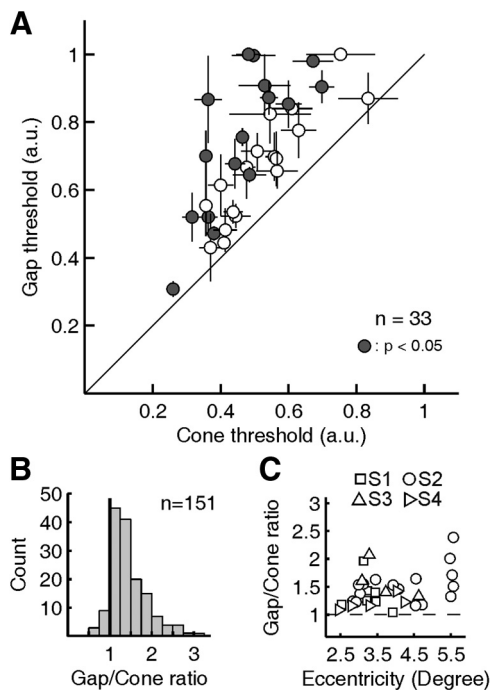 A
Gap threshold (a.u.)
1
0.8
0.6
0.4
0.2
n = 33
: p < 0.05
0.2 0.4 0.6 0.8 1
Cone threshold (a.u.)
B
Count
50
40
30
20
10
n=151
1 2 3
Gap/Cone ratio
C
S1 S2
S3 S4
Gap/Cone ratio
3
2.5
2
1.5
1
2.5 3.5 4.5 5.5
Eccentricity (Degree)